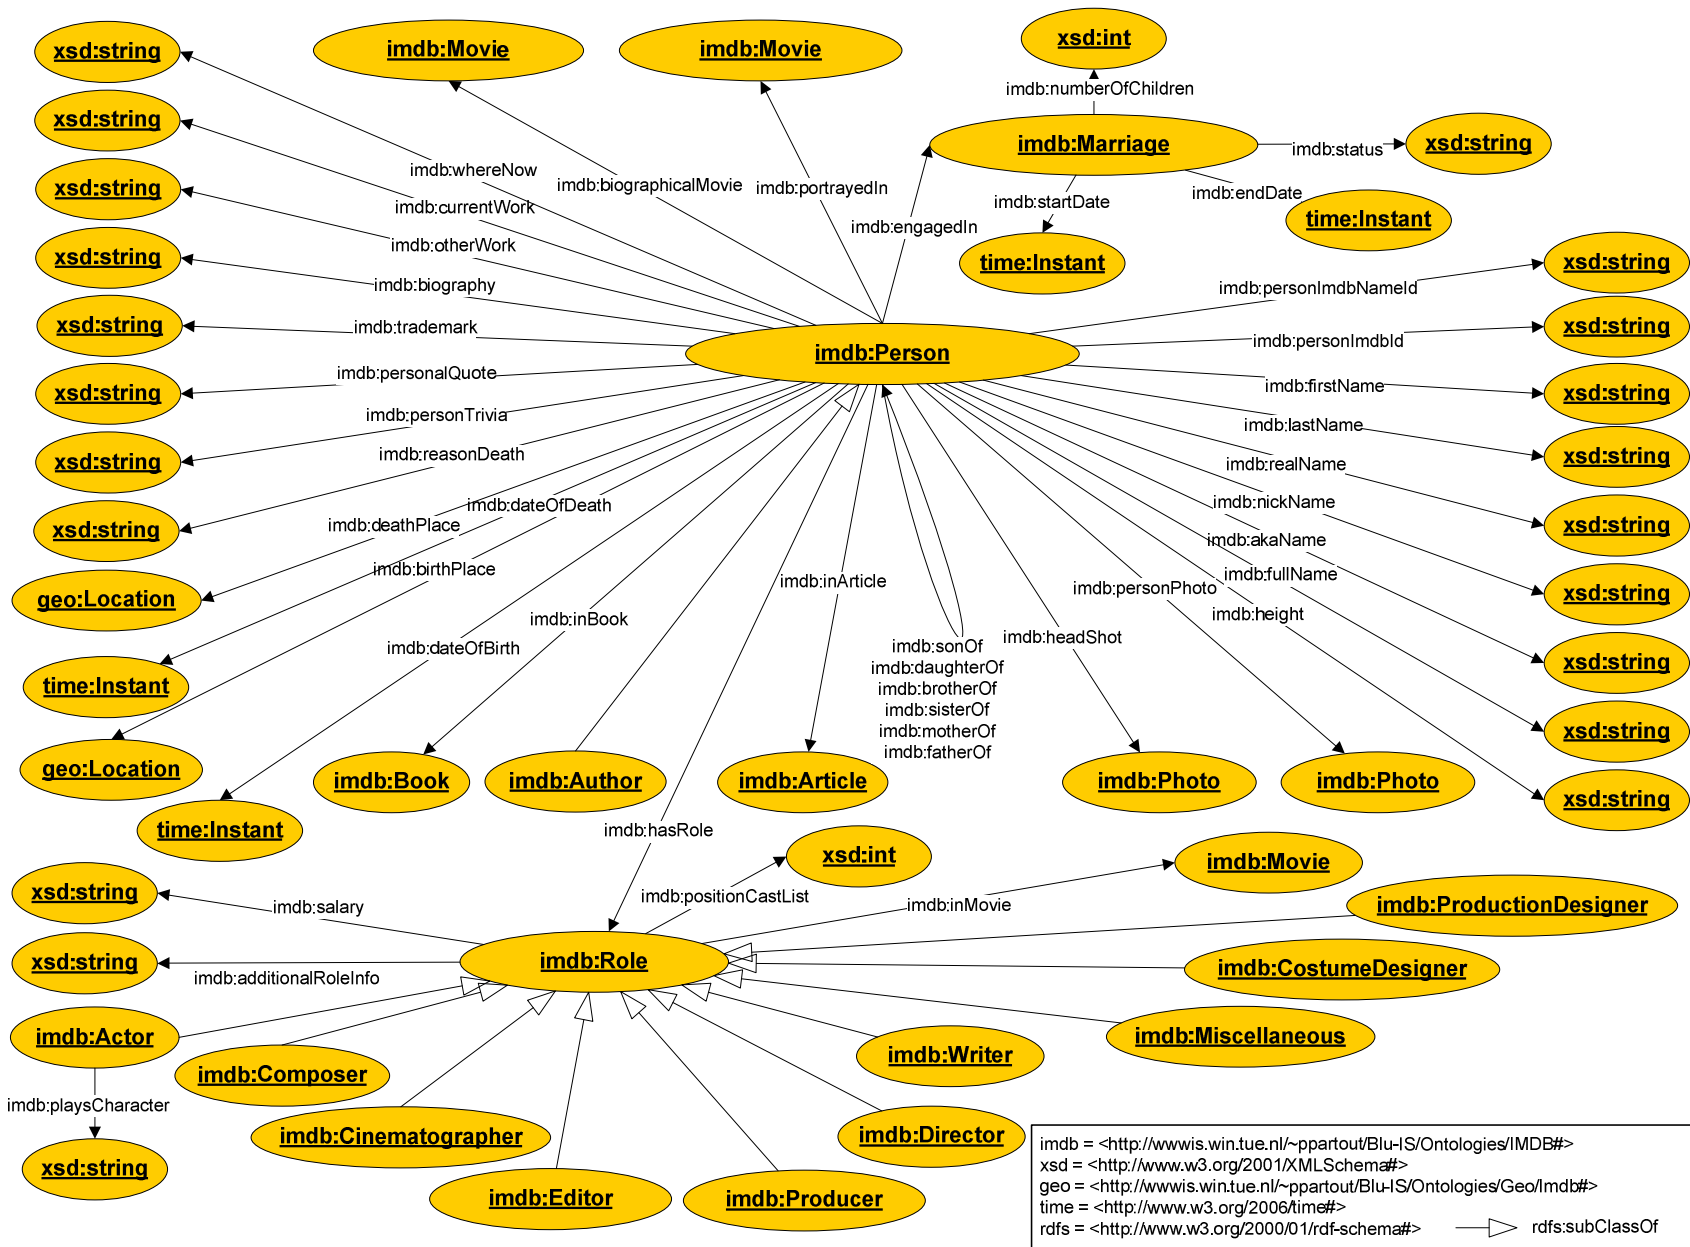 xsd:string
imdb:Movie
imdb:Movie
xsd:int
imdb:numberOfChildren
xsd:string
imdb:Marriage
imdb:status
xsd:string
imdb:whereNow
imdb:biographicalMovie
imdb:portrayedIn
imdb:endDate
xsd:string
imdb:currentWork
imdb:startDate
time:Instant
imdb:otherWork
imdb:engagedIn
xsd:string
time:Instant
xsd:string
imdb:biography
imdb:personImdbNameId
xsd:string
imdb:trademark
imdb:Person
imdb:personImdbId
xsd:string
xsd:string
imdb:personalQuote
imdb:firstName
xsd:string
imdb:personTrivia
imdb:lastName
xsd:string
xsd:string
imdb:reasonDeath
imdb:realName
xsd:string
imdb:deathPlace
imdb:dateOfDeath
imdb:nickName
xsd:string
imdb:akaName
imdb:birthPlace
imdb:inArticle
imdb:fullName
geo:Location
imdb:inBook
imdb:personPhoto
xsd:string
imdb:height
imdb:dateOfBirth
imdb:headShot
imdb:sonOf
imdb:daughterOf
imdb:brotherOf
imdb:sisterOf
imdb:motherOf
imdb:fatherOf
xsd:string
time:Instant
xsd:string
geo:Location
imdb:Book
imdb:Author
imdb:Article
imdb:Photo
imdb:Photo
xsd:string
time:Instant
imdb:hasRole
xsd:int
imdb:Movie
xsd:string
imdb:salary
imdb:positionCastList
imdb:inMovie
imdb:ProductionDesigner
xsd:string
imdb:additionalRoleInfo
imdb:Role
imdb:CostumeDesigner
imdb:Actor
imdb:Miscellaneous
imdb:Composer
imdb:Writer
imdb:playsCharacter
imdb:Cinematographer
imdb:Director
xsd:string
imdb:Editor
imdb:Producer
imdb = <http://wwwis.win.tue.nl/~ppartout/Blu-IS/Ontologies/IMDB#>
xsd = <http://www.w3.org/2001/XMLSchema#>
geo = <http://wwwis.win.tue.nl/~ppartout/Blu-IS/Ontologies/Geo/Imdb#>
time = <http://www.w3.org/2006/time#>
rdfs = <http://www.w3.org/2000/01/rdf-schema#>
rdfs:subClassOf